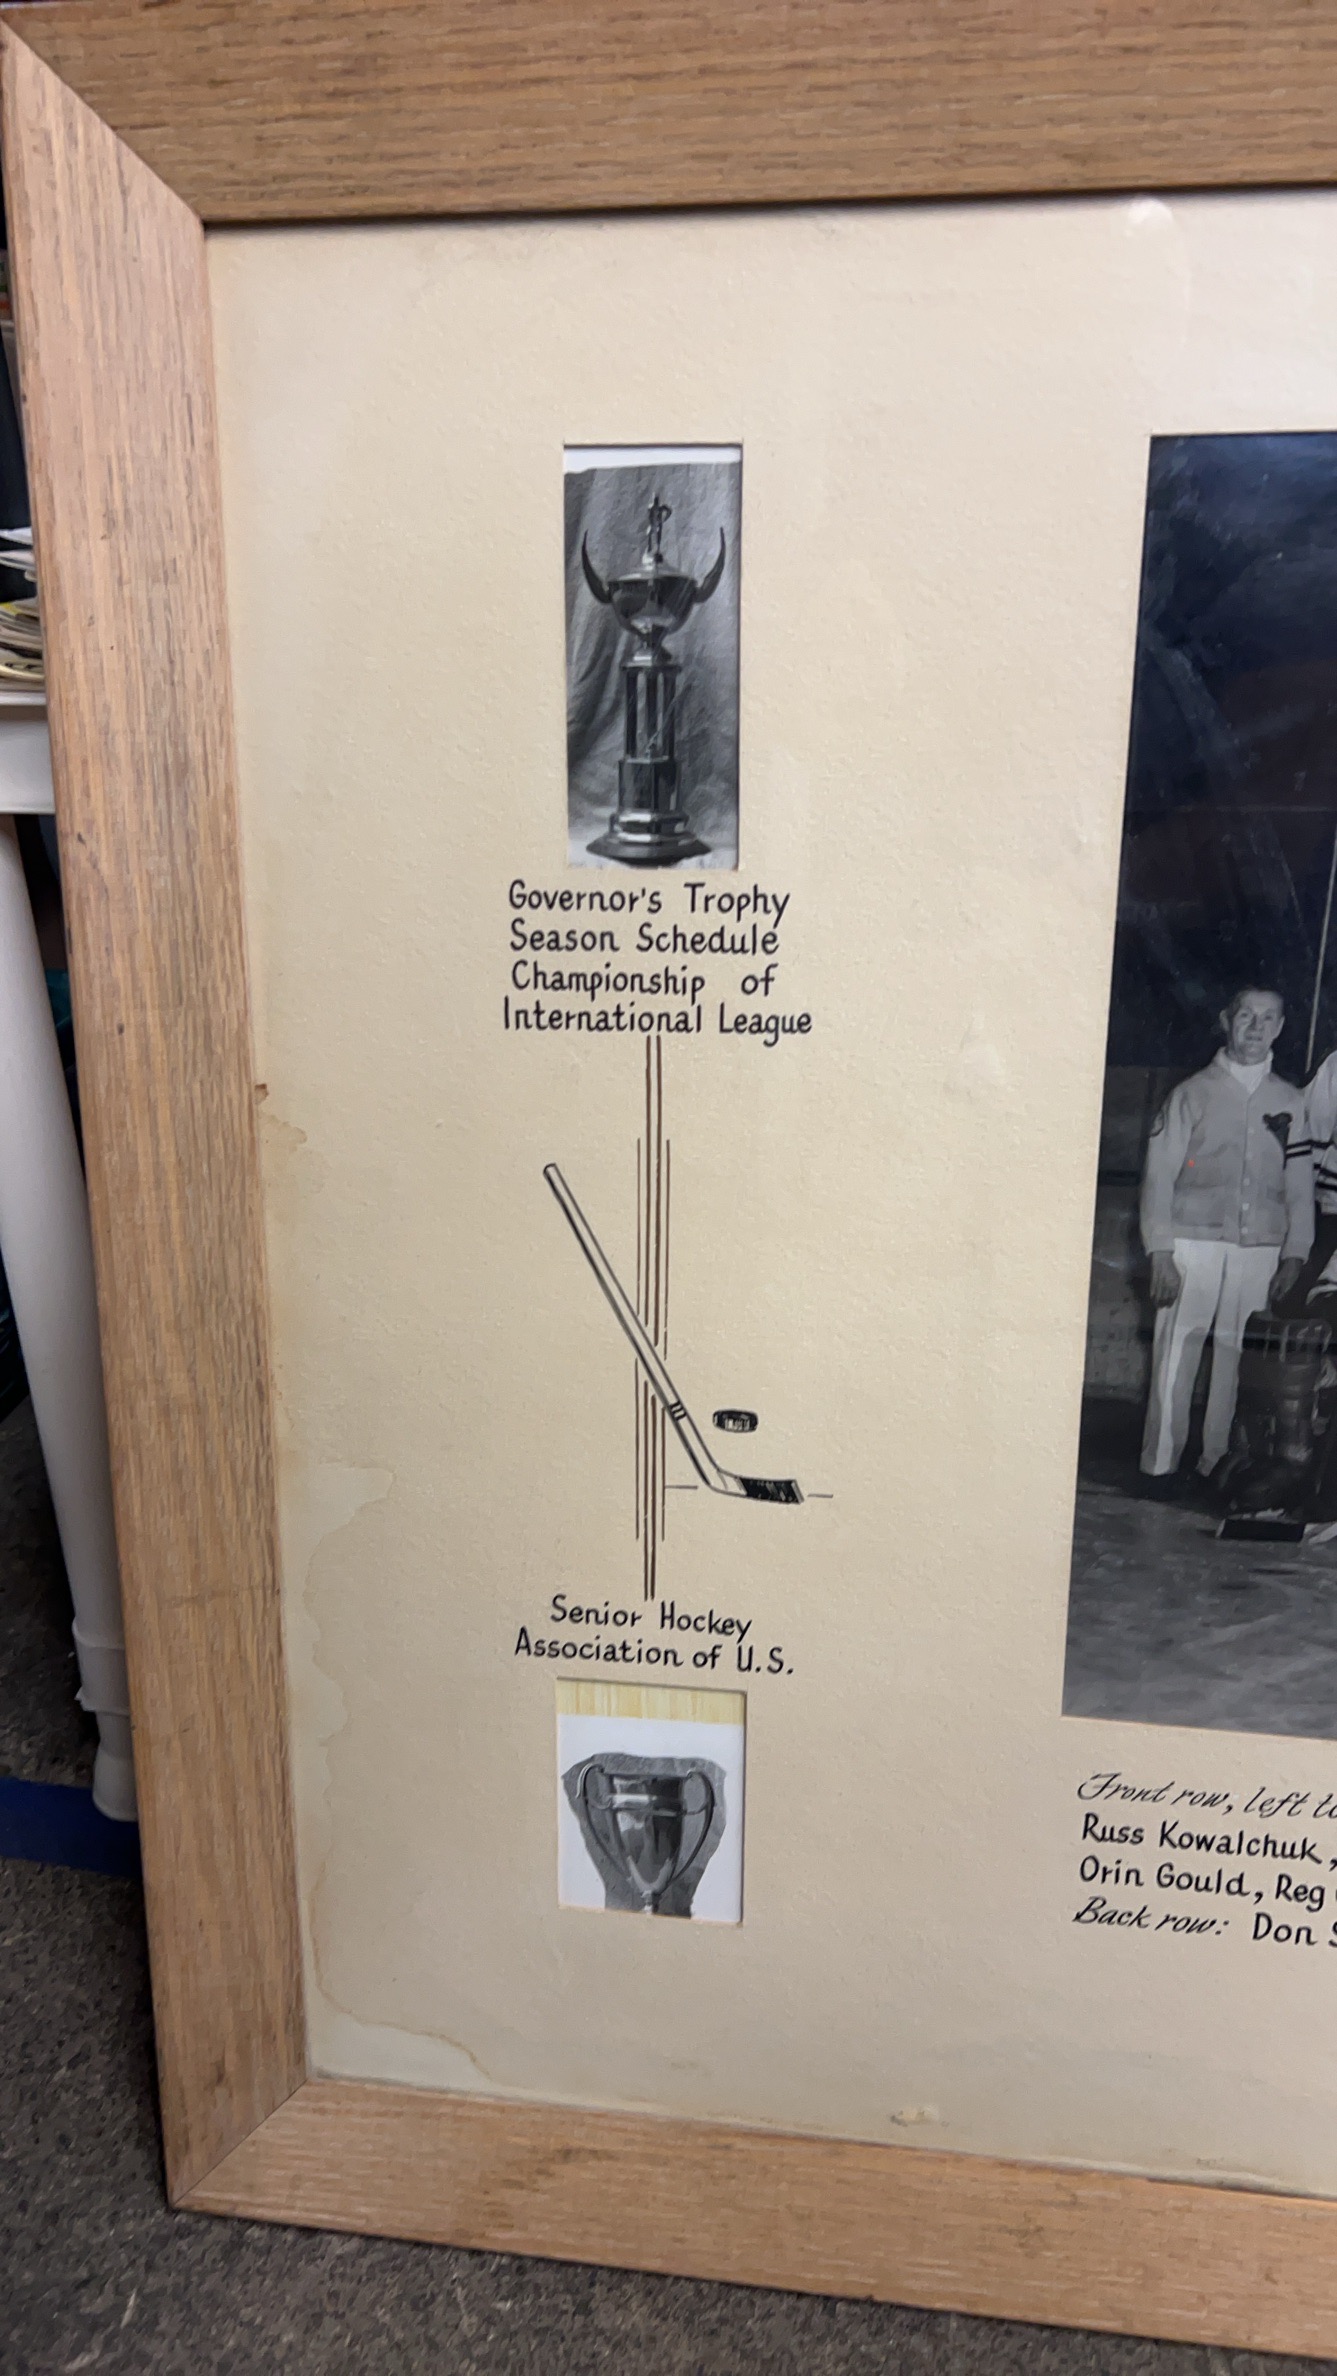 Governor's Trophy
Season Schedule
Championship of
International League
Senior Hockey
Association of U.S.
Front row, left to
Russ Kowalchuk,
Orin Gould, Reg
Back row: Don S